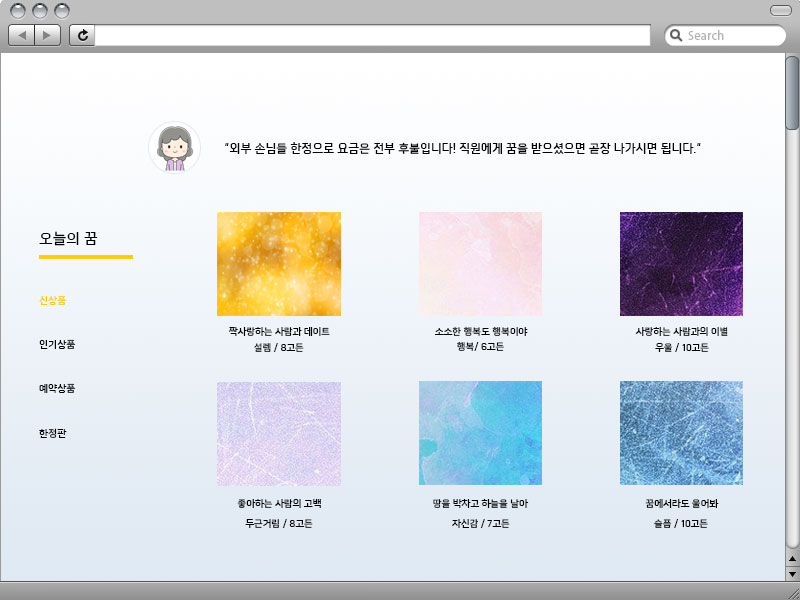 Search
"외부 손님들 한정으로 요금은 전부 후불입니다! 직원에게 꿈을 받으셨으면 곧장 나가시면 됩니다."
오늘의 꿈
신상품
인기상품
예약상품
한정판
짝사랑하는 사람과 데이트
설렘 / 8고든
소소한 행복도 행복이야
행복/ 6고든
사랑하는 사람과의 이별
우울 / 10고든
좋아하는 사람의 고백
두근거림 / 8고든
땅을 박차고 하늘을 날아
자신감 / 7고든
꿈에서라도 울어봐
슬픔 / 10고든